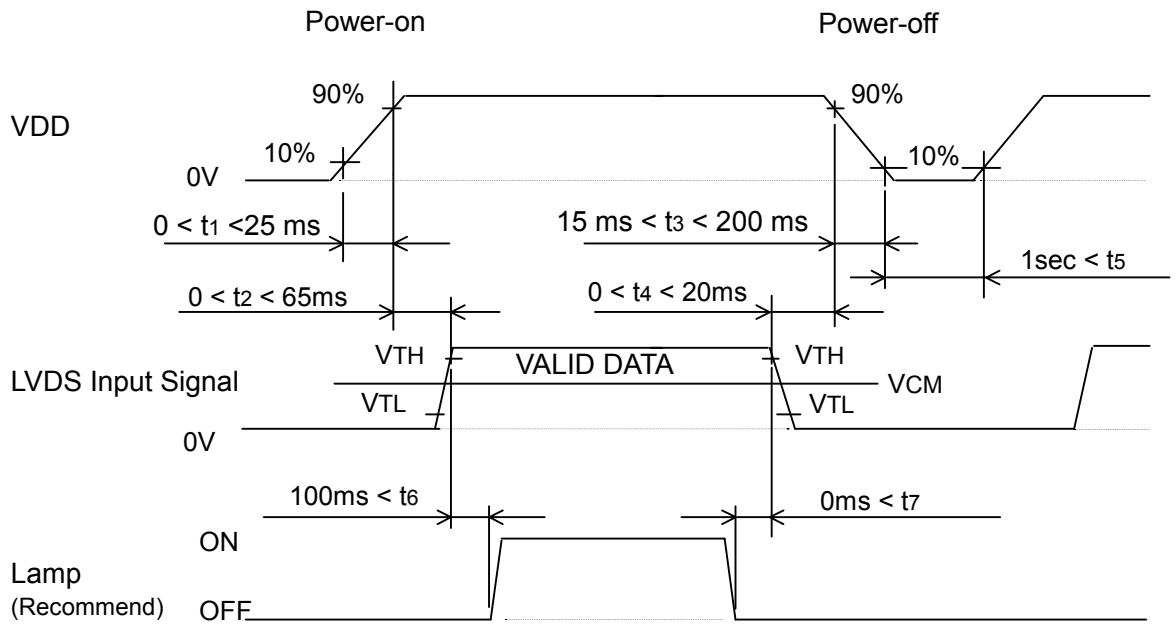 Power-on
Power-off
90%
90%
VDD
10%
10%
0V
0 < t1 <25 ms
15 ms < t3 < 200 ms
1sec < t5
0 < t2 < 65ms
0 < t4 < 20ms
VTH
VALID DATA
VTH
LVDS Input Signal
VCM
VTL
VTL
0V
100ms < t6
0ms < t7
ON
Lamp
(Recommend)
OFF